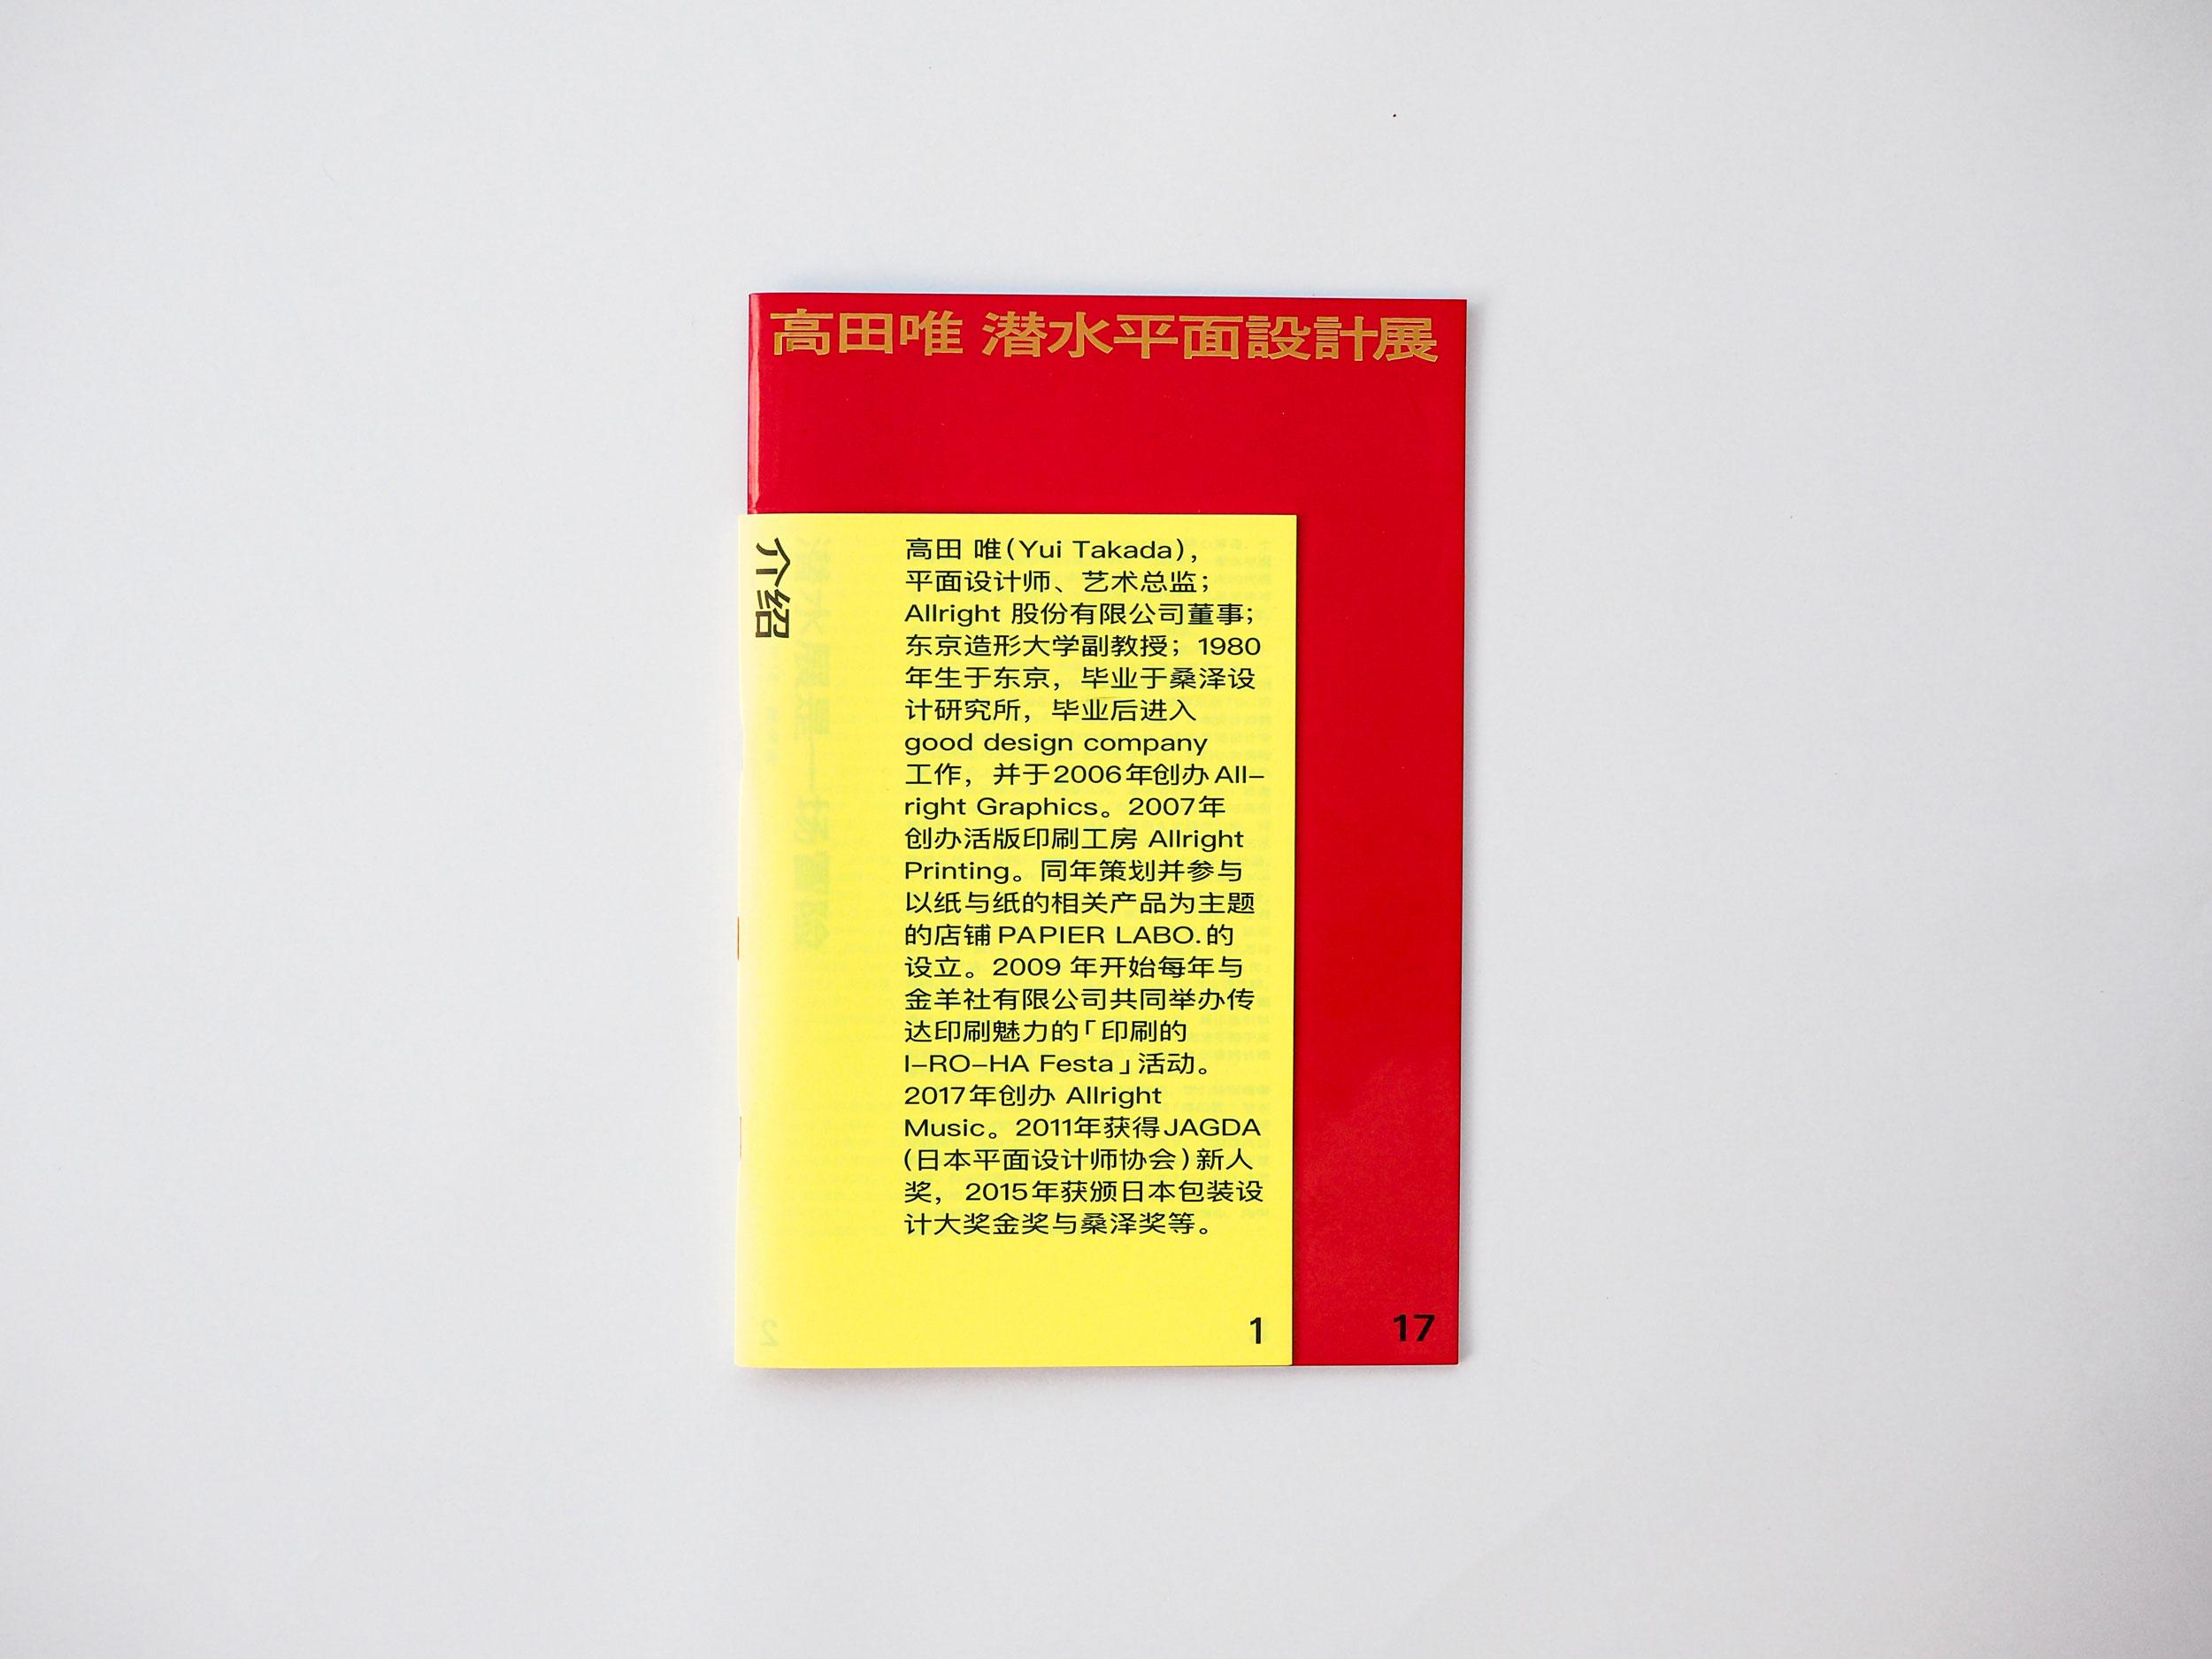 高田唯 潜水平面設計展
介绍
高田 唯(Yui Takada)，
平面设计师、艺术总监；
Allright 股份有限公司董事；
东京造形大学副教授；1980
年生于东京，毕业于桑泽设
计研究所，毕业后进入
good design company
工作，并于2006年创办All–
right Graphics。2007年
创办活版印刷工房 Allright
Printing。同年策划并参与
以纸与纸的相关产品为主题
的店铺PAPIER LABO.的
设立。2009 年开始每年与
金羊社有限公司共同举办传
达印刷魅力的「印刷的
I–RO–HA Festa」活动。
2017年创办 Allright
Music。2011年获得JAGDA
(日本平面设计师协会)新人
奖，2015年获颁日本包装设
计大奖金奖与桑泽奖等。
1
17